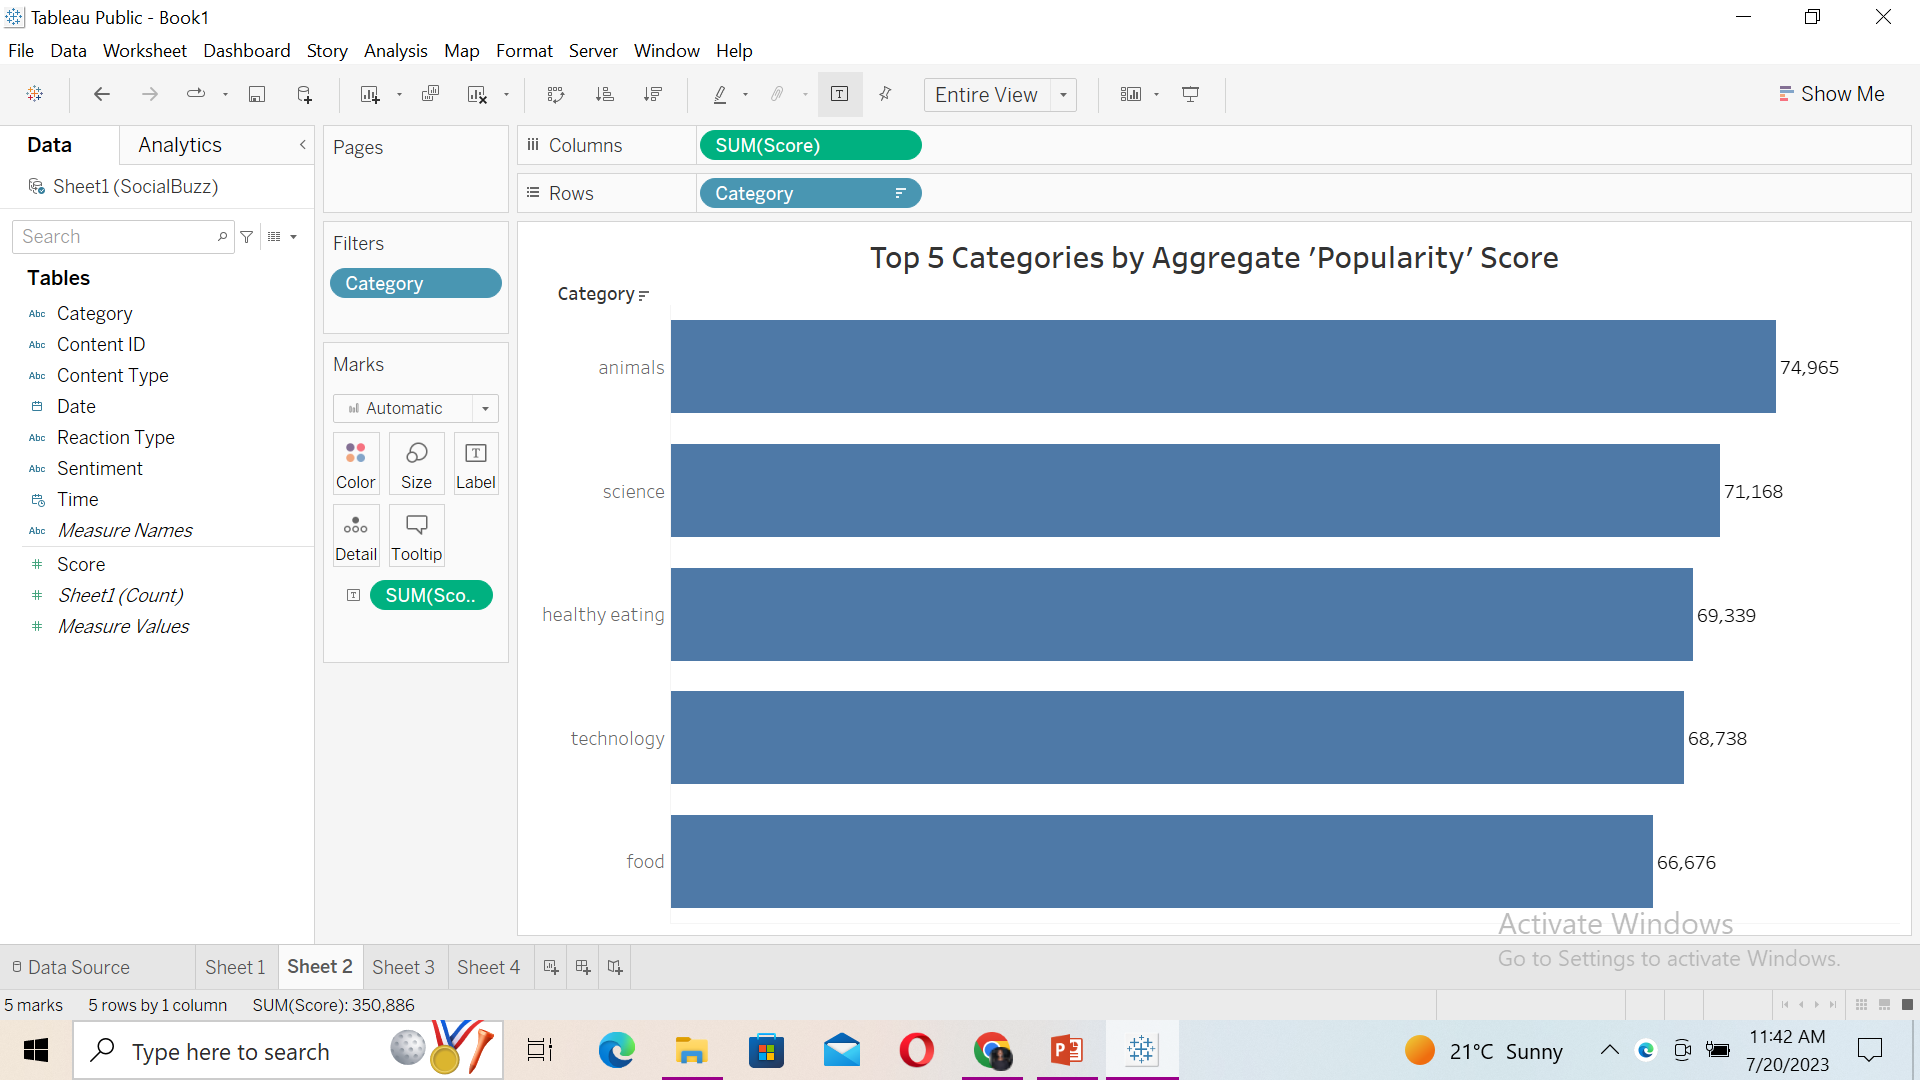 Tableau Public - Book1
File Data Worksheet Dashboard Story Analysis Map Format Server Window Help
Entire View
Show Me
Data Analytics
Pages
Columns
SUM(Score)
Sheet1 (SocialBuzz)
Rows
Category
Search
Filters
Category
Tables
Abc Category
Abc Content ID
Abc Content Type
Date
Abc Reaction Type
Abc Sentiment
Time
Abc Measure Names
# Score
# Sheet1 (Count)
# Measure Values
Marks
Automatic
Color Size Label
Detail Tooltip
SUM(Sco..
Top 5 Categories by Aggregate 'Popularity' Score
Category
animals 74,965
science 71,168
healthy eating 69,339
technology 68,738
food 66,676
Activate Windows
Go to Settings to activate Windows.
Data Source Sheet 1 Sheet 2 Sheet 3 Sheet 4
5 marks 5 rows by 1 column SUM(Score): 350,886
Type here to search
21°C Sunny
11:42 AM
7/20/2023